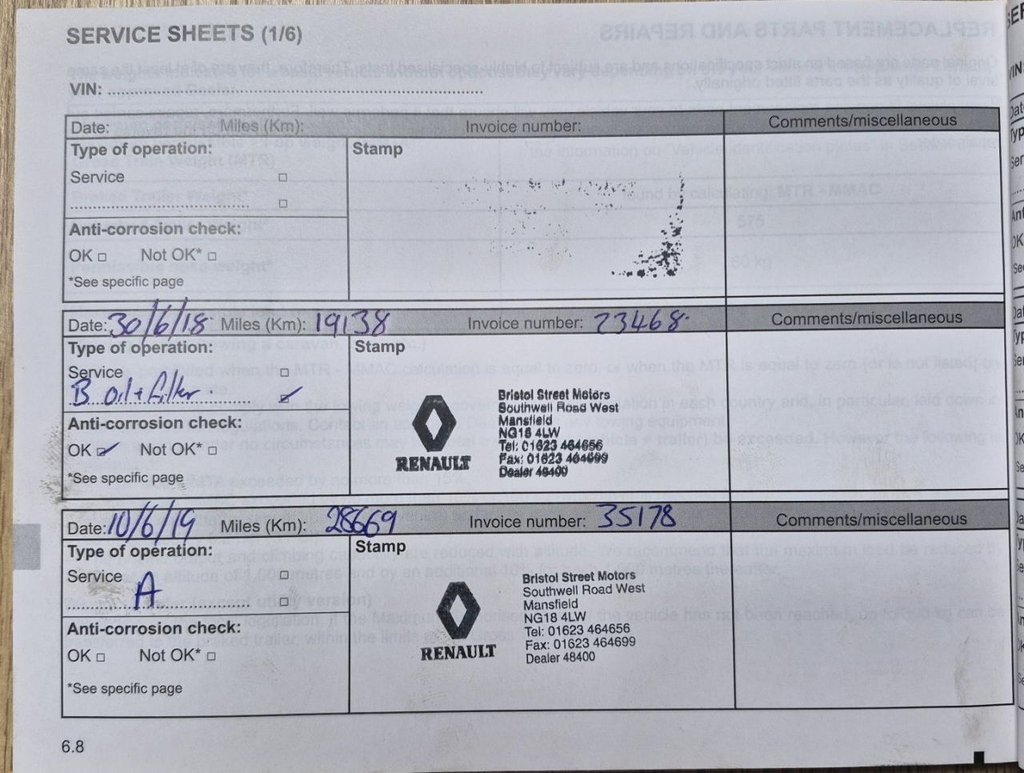 SERVICE SHEETS (1/6)
VIN:
Date: Miles (Km): Invoice number: Comments/miscellaneous
Type of operation: Stamp
Service
Anti-corrosion check:
OK Not OK*
*See specific page
Date: 30/6/18 Miles (Km): 19138 Invoice number: 23468 Comments/miscellaneous
Type of operation: Stamp
Service
B oil + filter
Anti-corrosion check:
OK Not OK*
*See specific page
RENAULT
Bristol Street Motors
Southwell Road West
Mansfield
NG18 4LW
Tel: 01623 464656
Fax: 01623 464699
Dealer 48400
Date: 10/6/19 Miles (Km): 28669 Invoice number: 35178 Comments/miscellaneous
Type of operation: Stamp
Service A
Anti-corrosion check:
OK Not OK*
*See specific page
RENAULT
Bristol Street Motors
Southwell Road West
Mansfield
NG18 4LW
Tel: 01623 464656
Fax: 01623 464699
Dealer 48400
6.8